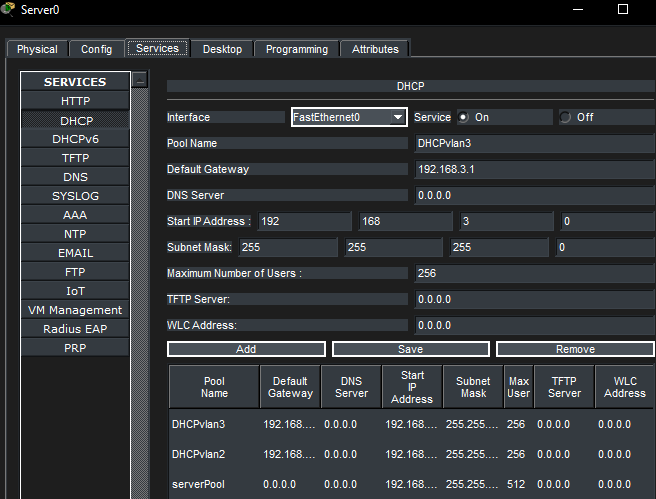 Server0
Physical Config Services Desktop Programming Attributes
SERVICES
HTTP
DHCP
DHCPv6
TFTP
DNS
SYSLOG
AAA
NTP
EMAIL
FTP
IoT
VM Management
Radius EAP
PRP
DHCP
Interface FastEthernet0 Service On Off
Pool Name DHCPvlan3
Default Gateway 192.168.3.1
DNS Server 0.0.0.0
Start IP Address : 192 168 3 0
Subnet Mask: 255 255 255 0
Maximum Number of Users : 256
TFTP Server: 0.0.0.0
WLC Address: 0.0.0.0
Add Save Remove
Pool Name Default Gateway DNS Server Start IP Address Subnet Mask Max User TFTP Server WLC Address
DHCPvlan3 192.168.... 0.0.0.0 192.168.... 255.255.... 256 0.0.0.0 0.0.0.0
DHCPvlan2 192.168.... 0.0.0.0 192.168.... 255.255.... 256 0.0.0.0 0.0.0.0
serverPool 0.0.0.0 0.0.0.0 192.168.... 255.255.... 512 0.0.0.0 0.0.0.0